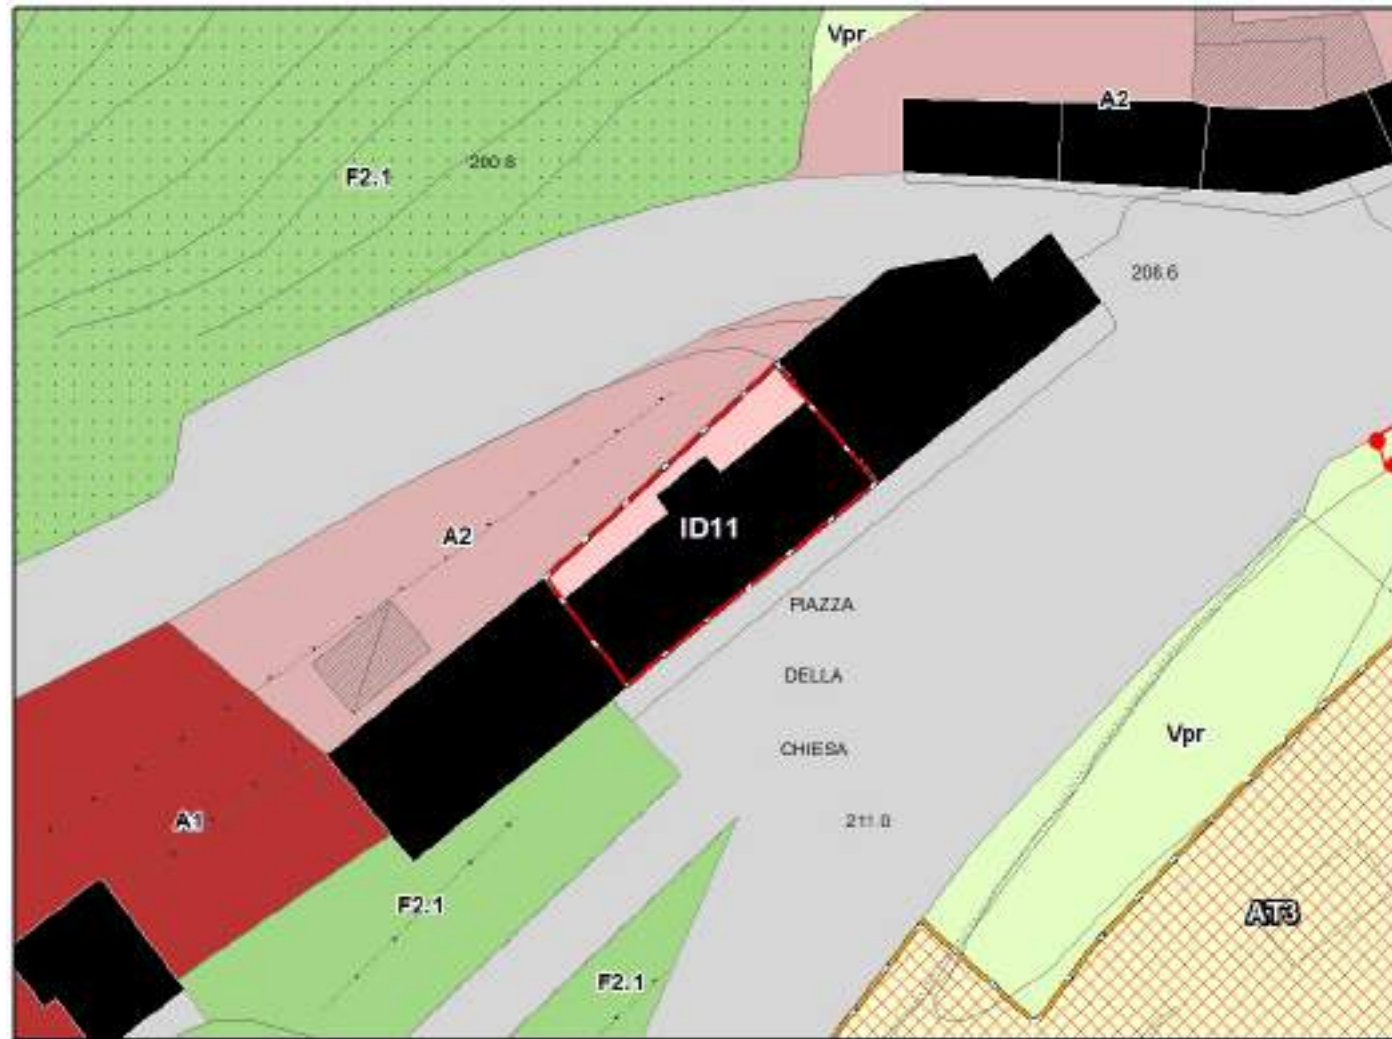 Vpr
A2
F2.1
200.8
208.6
ID11
A2
PIAZZA
DELLA
CHIESA
Vpr
A1
211.0
F2.1
AT3
F2.1